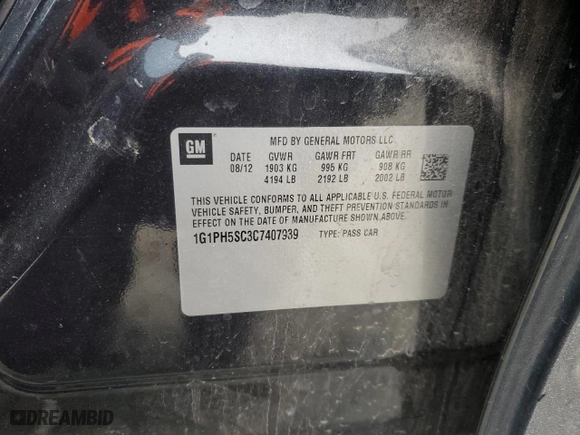 GM
MFD BY GENERAL MOTORS LLC
DATE GVWR GAWR FRT GAWR RR
08/12 1903 KG 995 KG 908 KG
4194 LB 2192 LB 2002 LB
THIS VEHICLE CONFORMS TO ALL APPLICABLE U.S. FEDERAL MOTOR
VEHICLE SAFETY, BUMPER, AND THEFT PREVENTION STANDARDS IN
EFFECT ON THE DATE OF MANUFACTURE SHOWN ABOVE.
1G1PH5SC3C7407939 TYPE: PASS CAR
DREAMBID